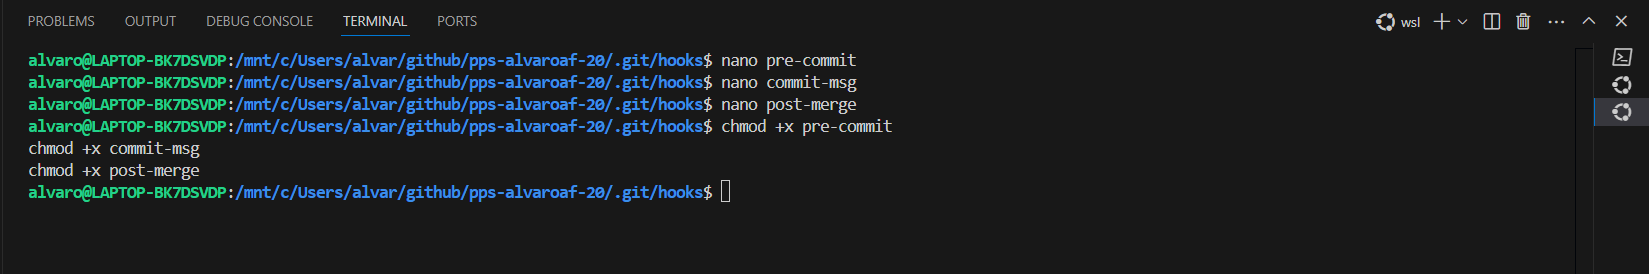 PROBLEMS OUTPUT DEBUG CONSOLE TERMINAL PORTS wsl
alvaro@LAPTOP-BK7DSVDP:/mnt/c/Users/alvar/github/pps-alvaroaf-20/.git/hooks$ nano pre-commit
alvaro@LAPTOP-BK7DSVDP:/mnt/c/Users/alvar/github/pps-alvaroaf-20/.git/hooks$ nano commit-msg
alvaro@LAPTOP-BK7DSVDP:/mnt/c/Users/alvar/github/pps-alvaroaf-20/.git/hooks$ nano post-merge
alvaro@LAPTOP-BK7DSVDP:/mnt/c/Users/alvar/github/pps-alvaroaf-20/.git/hooks$ chmod +x pre-commit
chmod +x commit-msg
chmod +x post-merge
alvaro@LAPTOP-BK7DSVDP:/mnt/c/Users/alvar/github/pps-alvaroaf-20/.git/hooks$